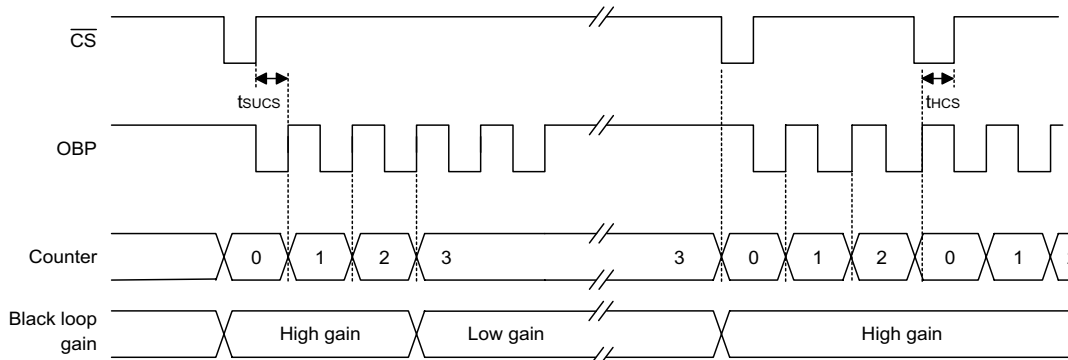 CS
tSUCS
tHCS
OBP
Counter
0 1 2 3 3 0 1 2 0 1
Black loop
gain
High gain Low gain High gain